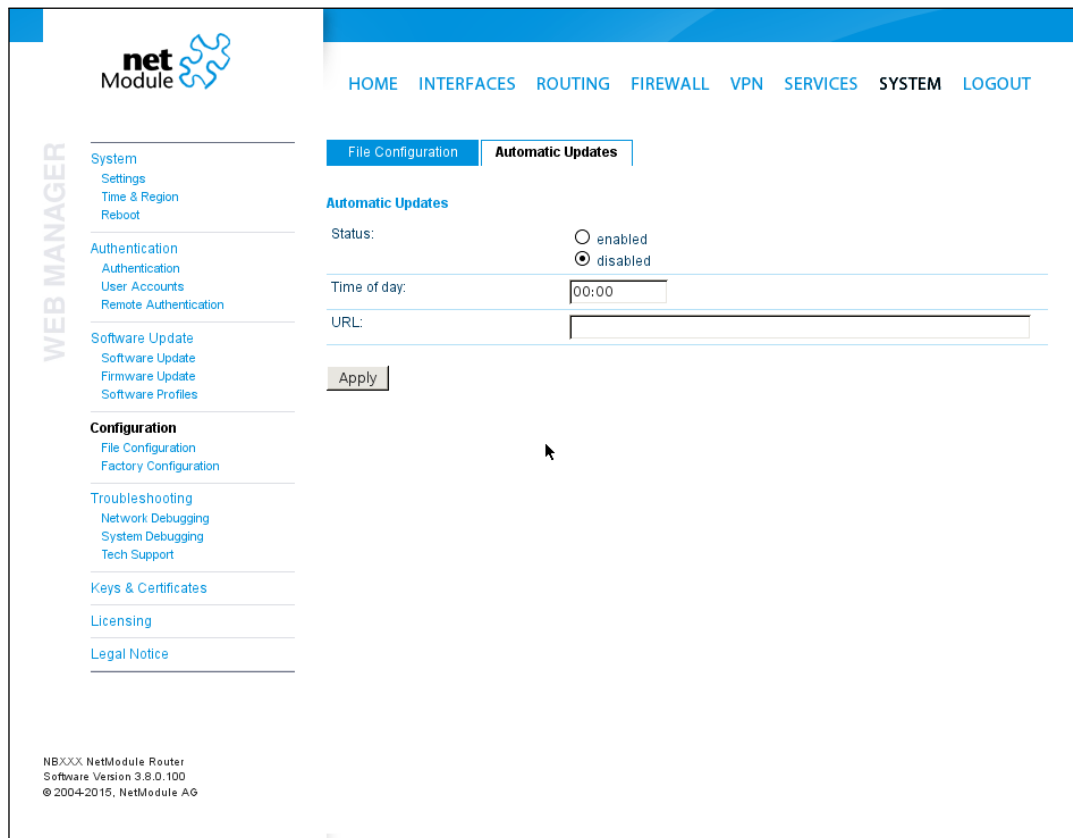 net
Module
HOME INTERFACES ROUTING FIREWALL VPN SERVICES SYSTEM LOGOUT
WEB MANAGER
System
Settings
Time & Region
Reboot
Authentication
Authentication
User Accounts
Remote Authentication
Software Update
Software Update
Firmware Update
Software Profiles
Configuration
File Configuration
Factory Configuration
Troubleshooting
Network Debugging
System Debugging
Tech Support
Keys & Certificates
Licensing
Legal Notice
File Configuration Automatic Updates
Automatic Updates
Status:
enabled
disabled
Time of day: 00:00
URL:
Apply
NBXXX NetModule Router
Software Version 3.8.0.100
© 2004-2015, NetModule AG